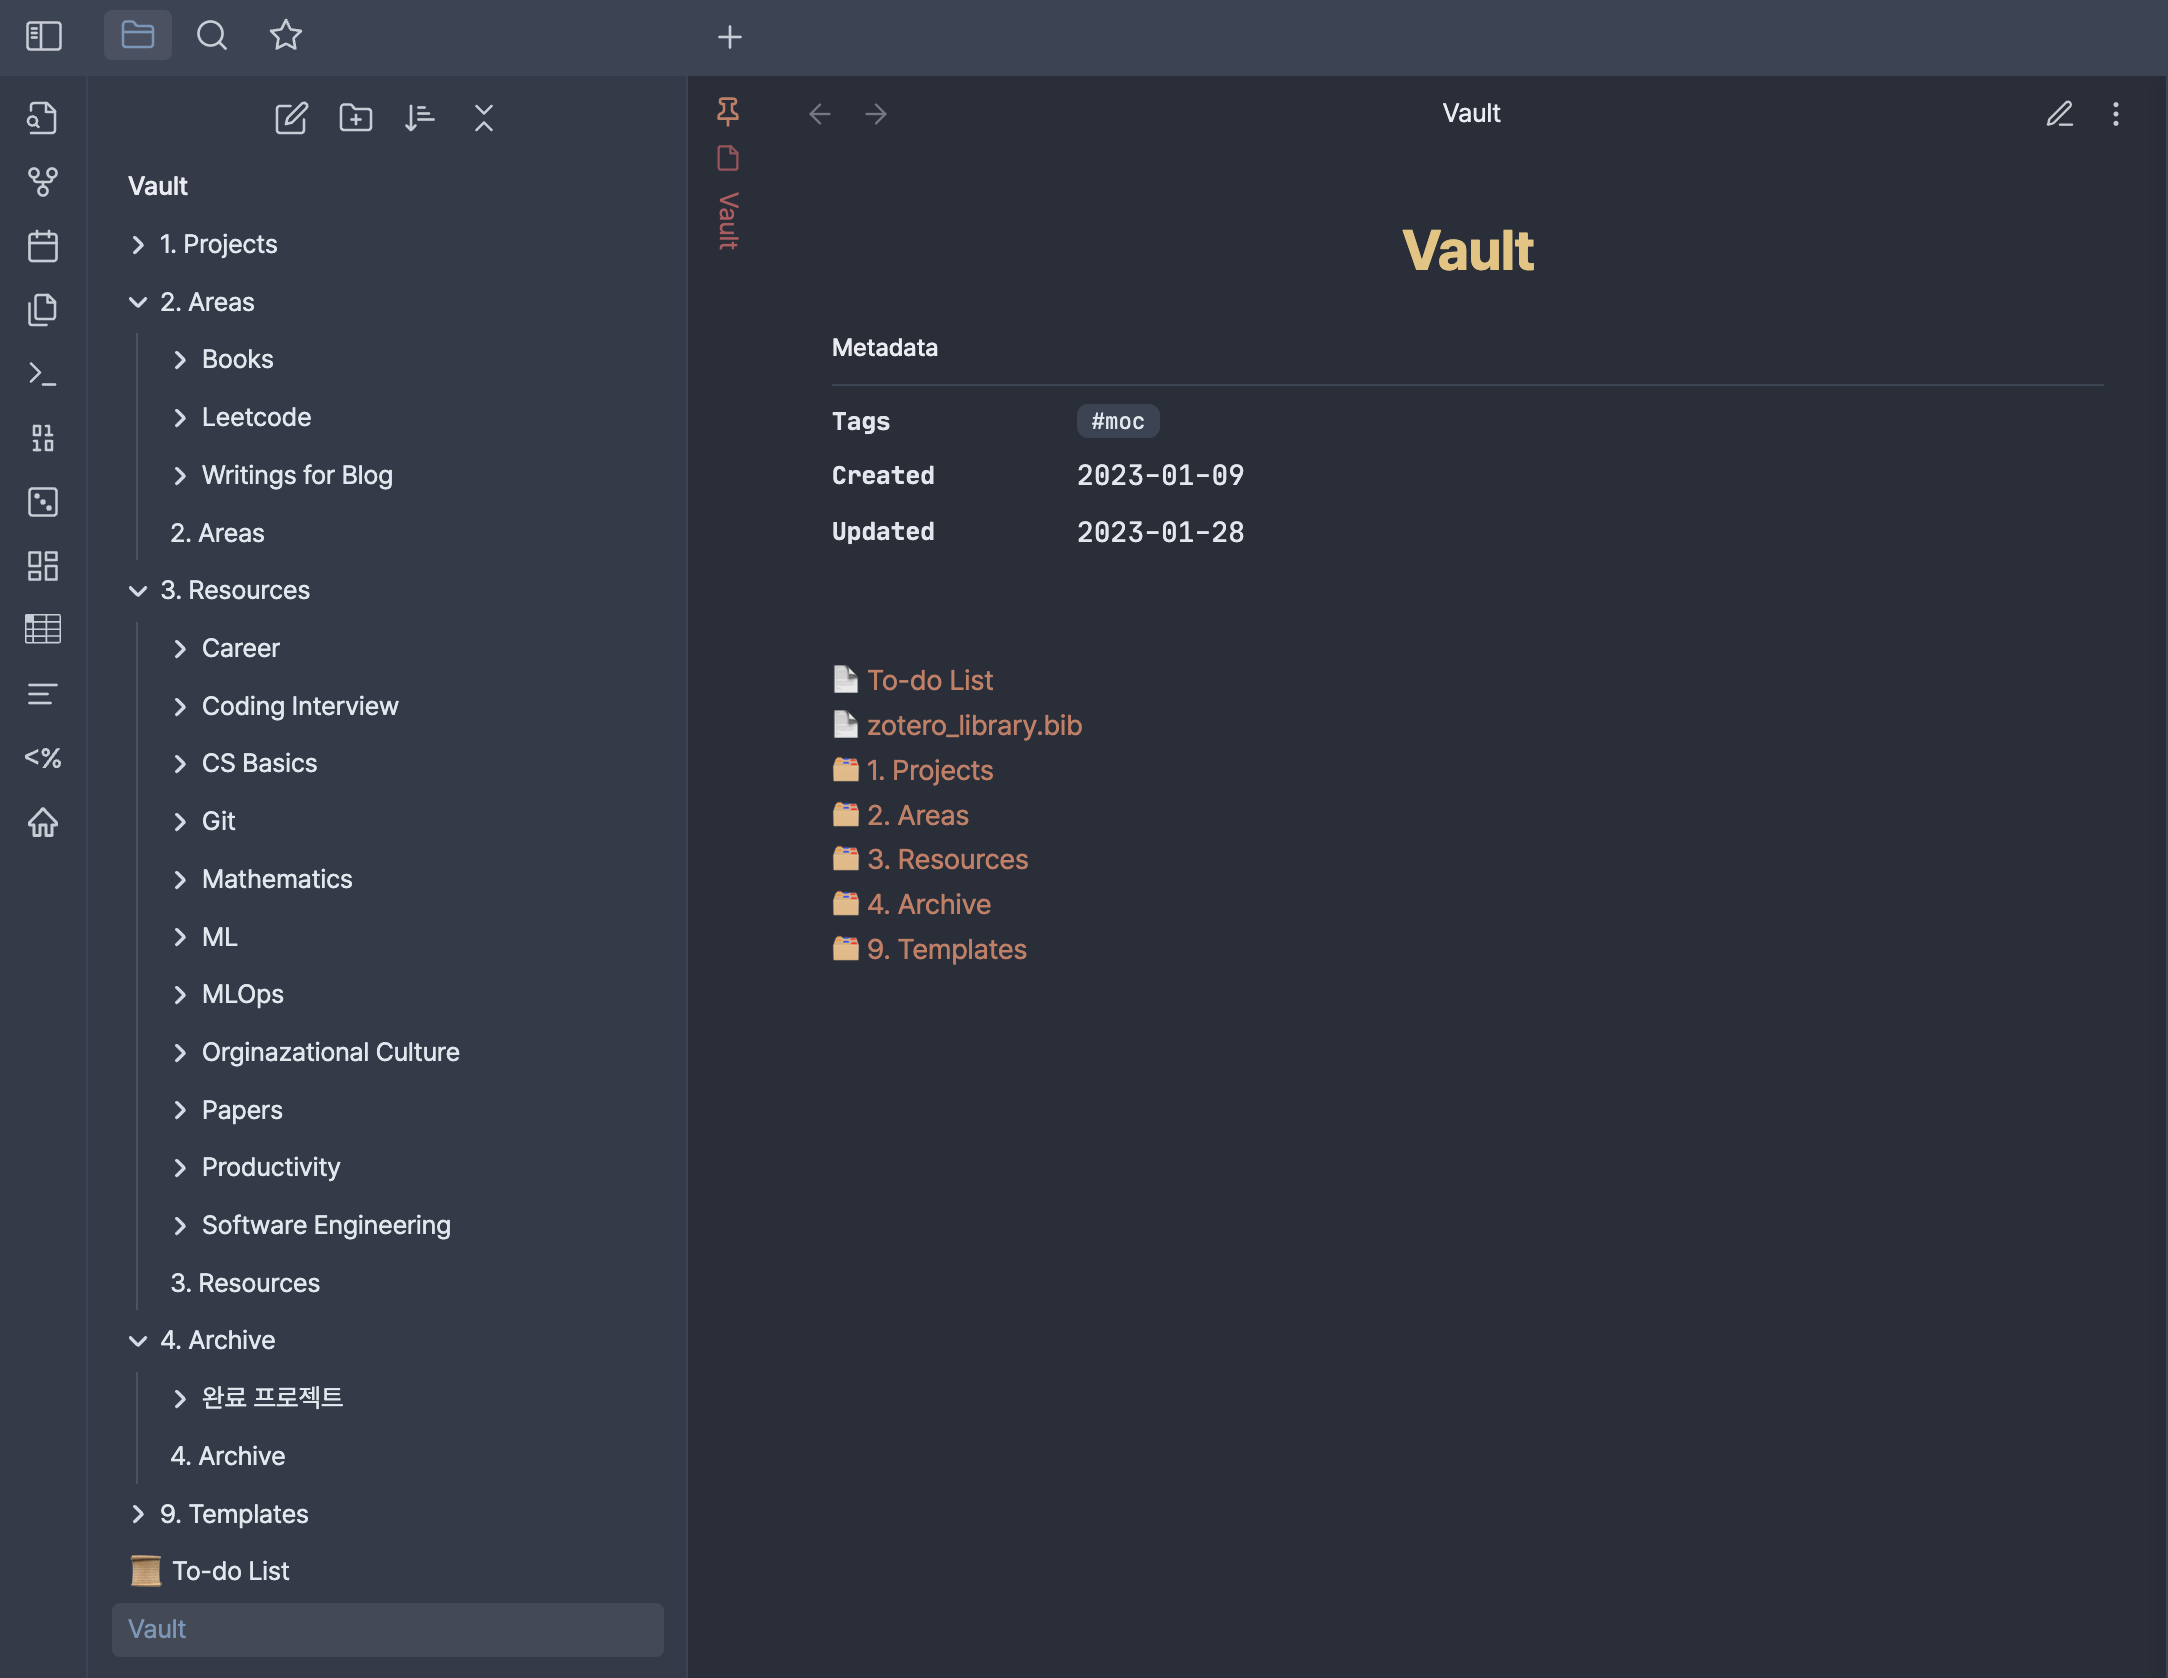 Vault
1. Projects
2. Areas
Books
Leetcode
Writings for Blog
2. Areas
3. Resources
Career
Coding Interview
CS Basics
Git
Mathematics
ML
MLOps
Orginazational Culture
Papers
Productivity
Software Engineering
3. Resources
4. Archive
완료 프로젝트
4. Archive
9. Templates
To-do List
Vault
Vault
Vault
Vault
Metadata
Tags #moc
Created 2023-01-09
Updated 2023-01-28
To-do List
zotero_library.bib
1. Projects
2. Areas
3. Resources
4. Archive
9. Templates